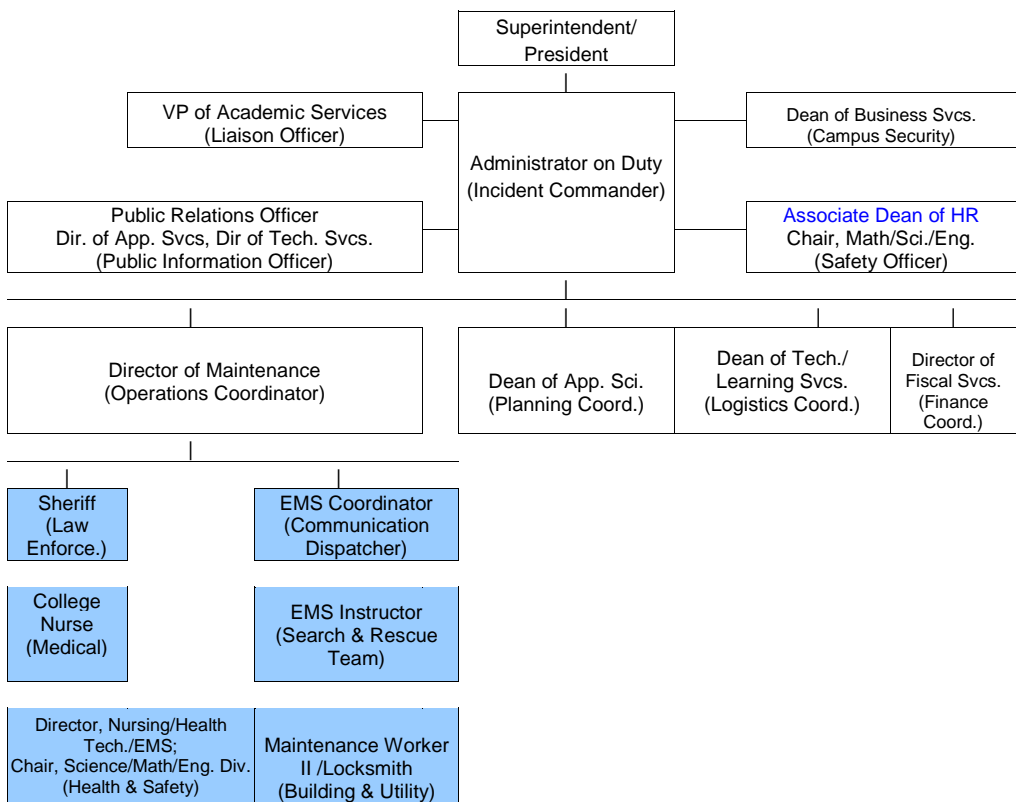 Superintendent/
President
VP of Academic Services
(Liaison Officer)
Administrator on Duty
(Incident Commander)
Dean of Business Svcs.
(Campus Security)
Public Relations Officer
Dir. of App. Svcs, Dir of Tech. Svcs.
(Public Information Officer)
Associate Dean of HR
Chair, Math/Sci./Eng.
(Safety Officer)
Director of Maintenance
(Operations Coordinator)
Dean of App. Sci.
(Planning Coord.)
Dean of Tech./
Learning Svcs.
(Logistics Coord.)
Director of
Fiscal Svcs.
(Finance
Coord.)
Sheriff
(Law
Enforce.)
EMS Coordinator
(Communication
Dispatcher)
College
Nurse
(Medical)
EMS Instructor
(Search & Rescue
Team)
Director, Nursing/Health
Tech./EMS;
Chair, Science/Math/Eng. Div.
(Health & Safety)
Maintenance Worker
II /Locksmith
(Building & Utility)